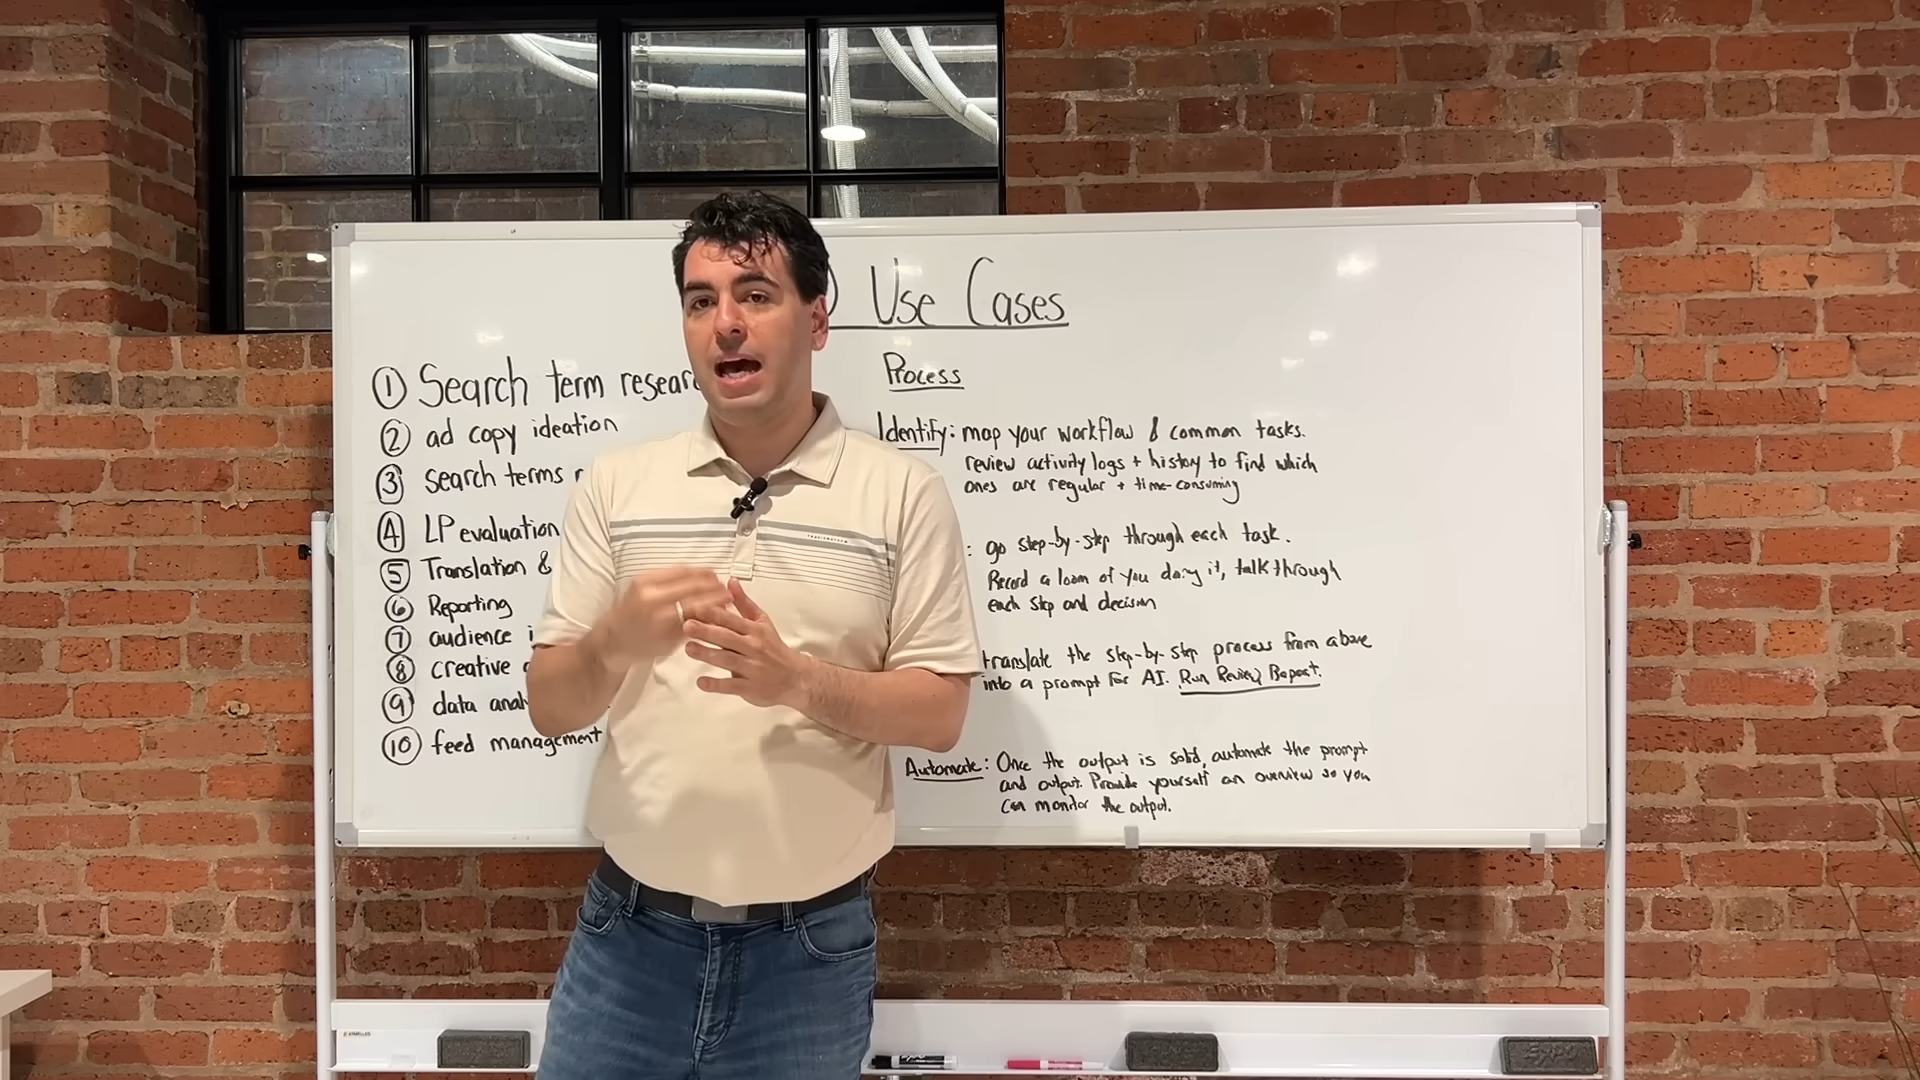 ) Use Cases
① Search term resear
② ad copy ideation
③ search terms r
④ LP evaluation
⑤ Translation &
⑥ Reporting
⑦ audience i
⑧ creative
⑨ data anal
⑩ feed management
Process
Identify: map your workflow & common tasks.
review activity logs + history to find which
ones are regular + time-consuming
: go step-by-step through each task.
Record a loom of you doing it, talk through
each step and decision
translate the step-by-step process from above
into a prompt for AI. Run Review Repeat.
Automate: Once the output is solid, automate the prompt
and output. Provide yourself an overview so you
can monitor the output.
EXPO